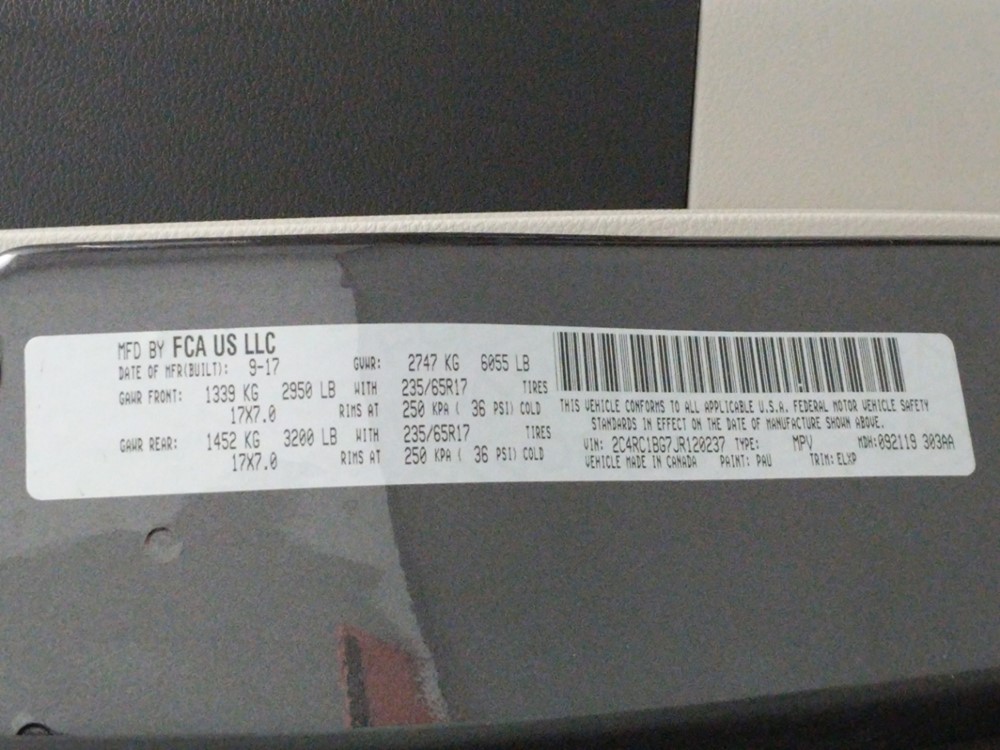 MFD BY FCA US LLC
DATE OF MFR(BUILT): 9-17 GVWR: 2747 KG 6055 LB
GAWR FRONT: 1339 KG 2950 LB WITH 235/65R17 TIRES
17X7.0 RIMS AT 250 KPA ( 36 PSI) COLD
GAWR REAR: 1452 KG 3200 LB WITH 235/65R17 TIRES
17X7.0 RIMS AT 250 KPA ( 36 PSI) COLD
THIS VEHICLE CONFORMS TO ALL APPLICABLE U.S.A. FEDERAL MOTOR VEHICLE SAFETY
STANDARDS IN EFFECT ON THE DATE OF MANUFACTURE SHOWN ABOVE.
VIN: 2C4RC1BG7JR120237 TYPE: MPV MDH:092119 303AA
VEHICLE MADE IN CANADA PAINT: PAU TRIM: ELXP